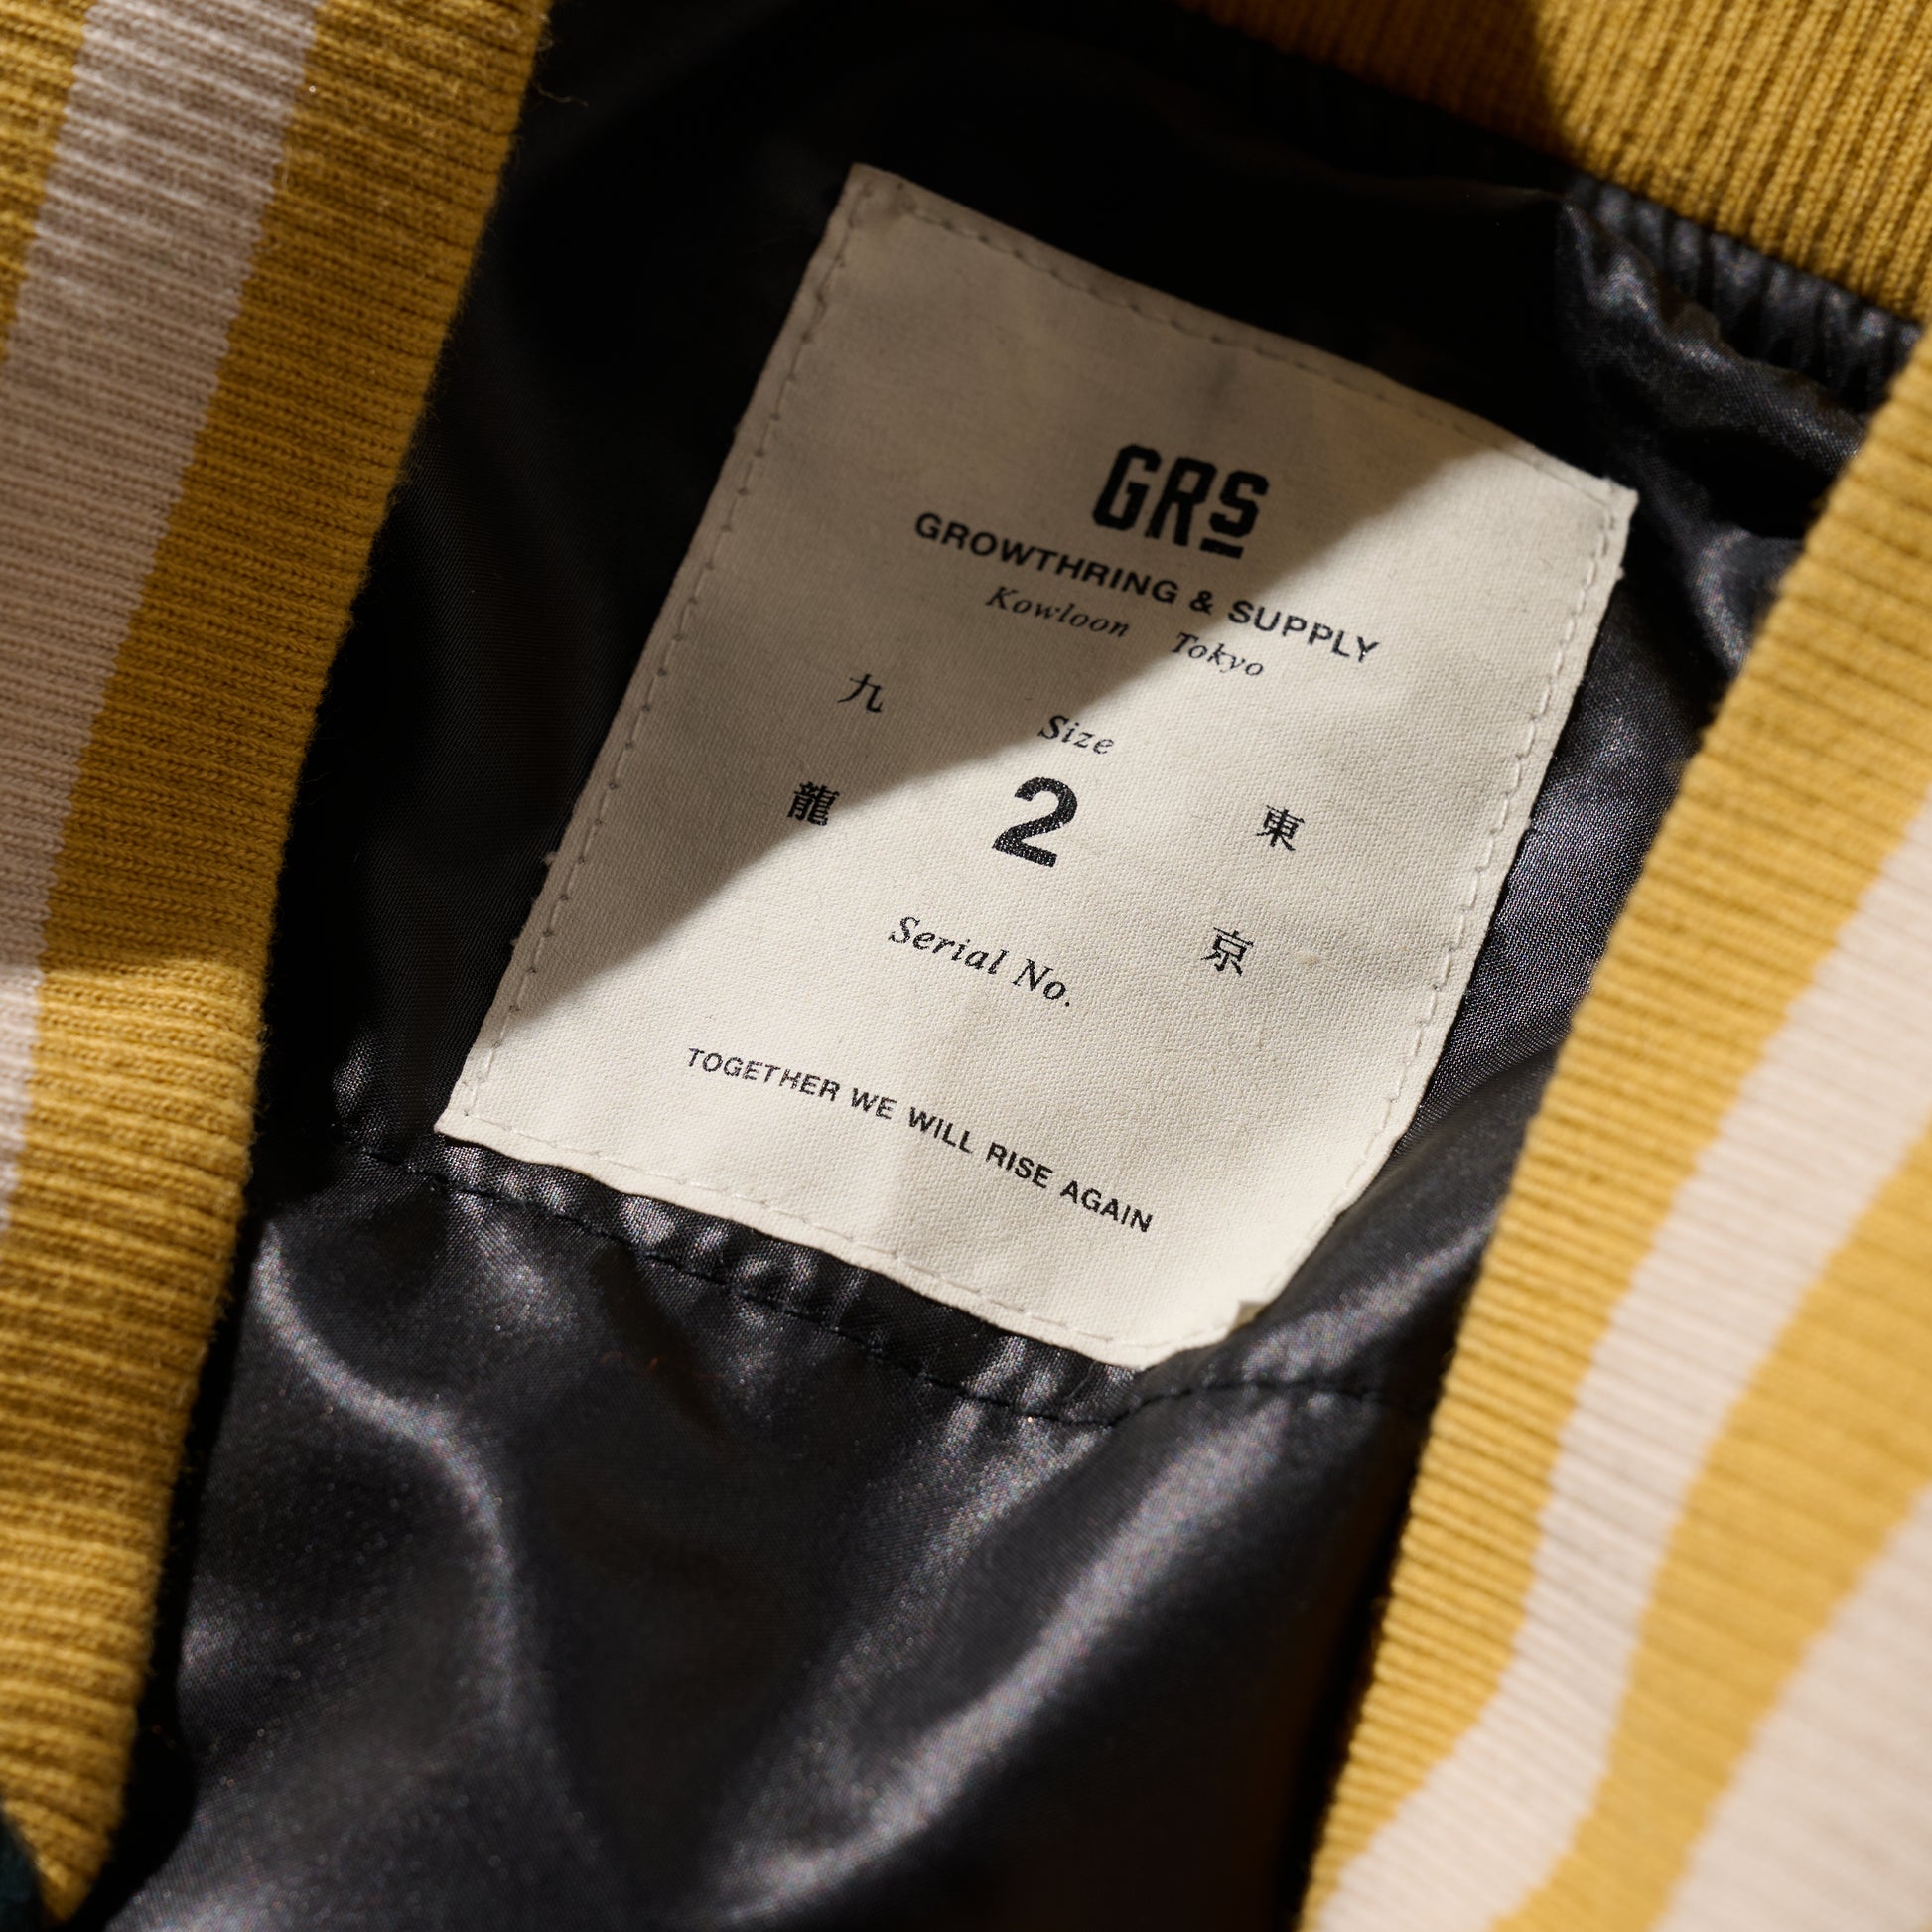 GRS
GROWTHRING & SUPPLY
Kowloon Tokyo
九龍
Size
2
東京
Serial No.
TOGETHER WE WILL RISE AGAIN